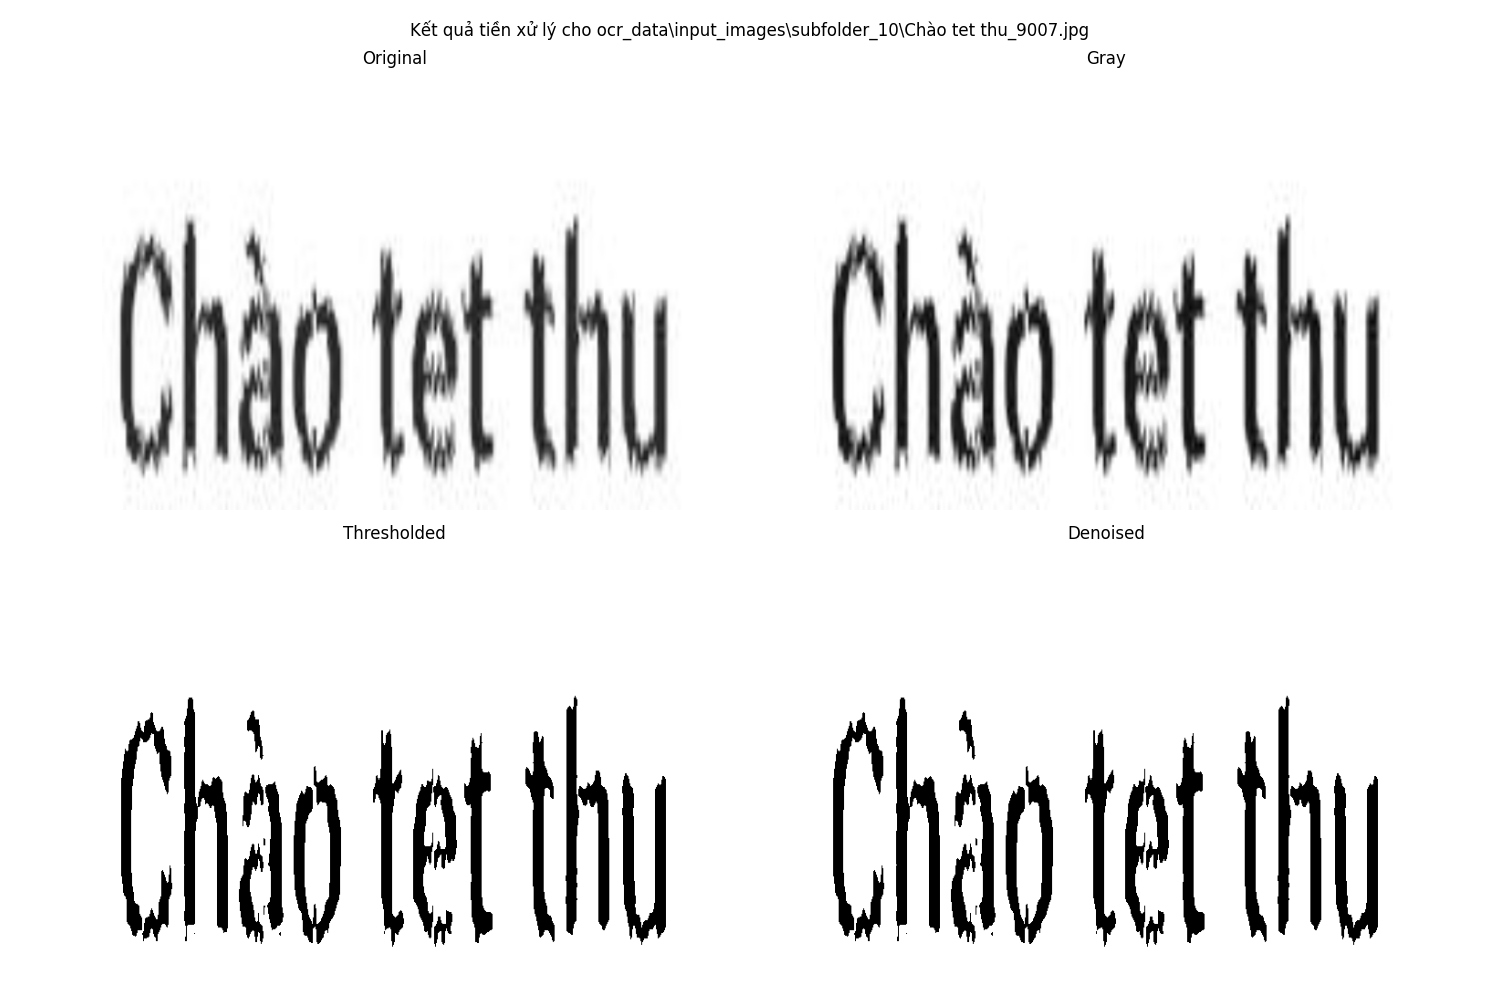 Kết quả tiền xử lý cho ocr_data\input_images\subfolder_10\Chào tet thu_9007.jpg
Original
Gray
Chào tet thu
Chào tet thu
Thresholded
Denoised
Chào tet thu
Chào tet thu